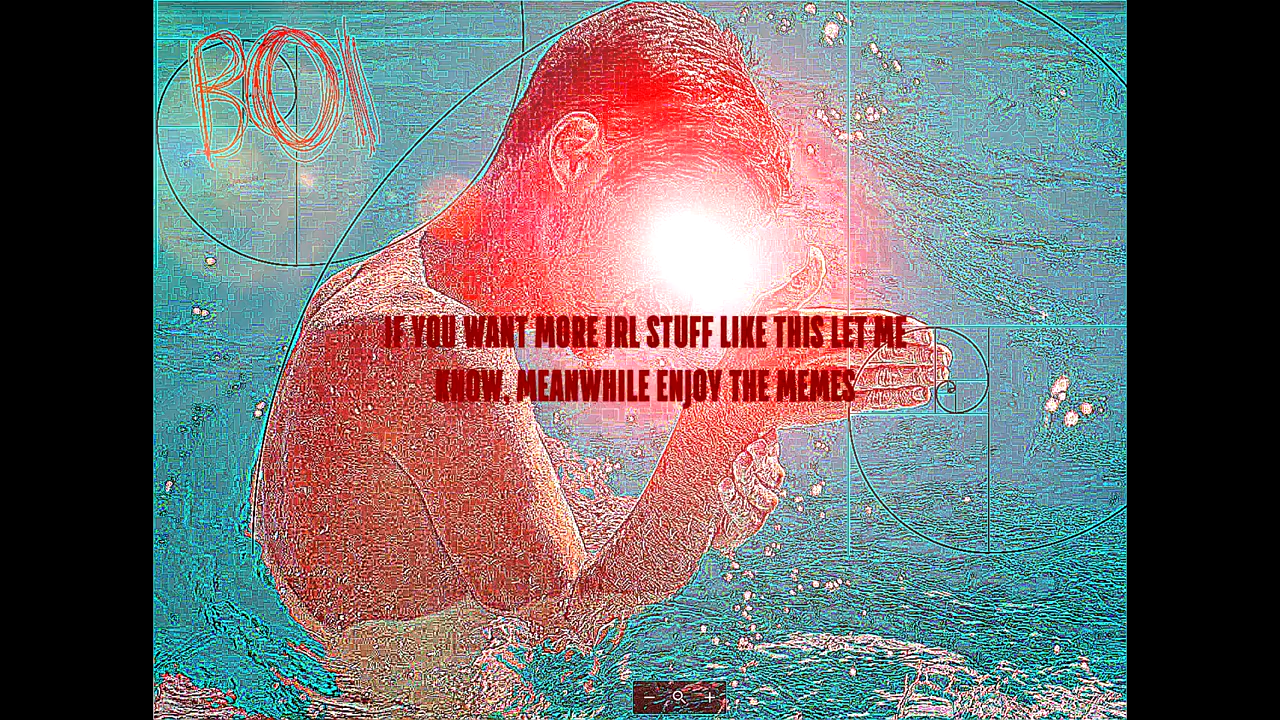 BOI
IF YOU WANT MORE IRL STUFF LIKE THIS LET ME
KNOW, MEANWHILE ENJOY THE MEMES